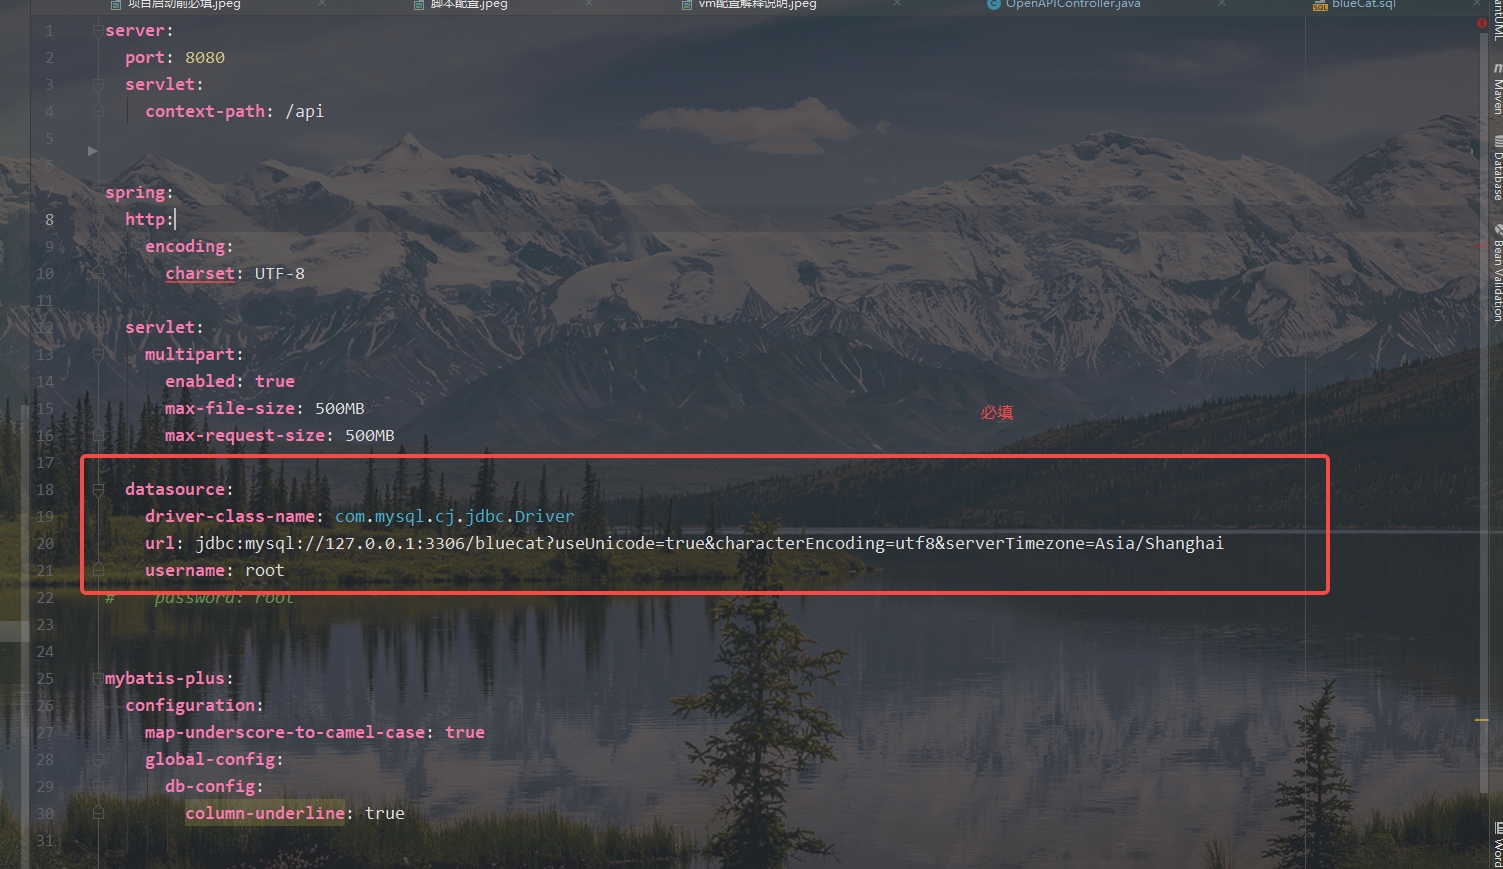 项目启动前必填.jpeg
脚本配置.jpeg
vm配置解释说明.jpeg
OpenAPIController.java
blueCat.sql
1 server:
2 port: 8080
3 servlet:
4 context-path: /api
5
6
7 spring:
8 http:
9 encoding:
10 charset: UTF-8
11
12 servlet:
13 multipart:
14 enabled: true
15 max-file-size: 500MB
必填
16 max-request-size: 500MB
17
18 datasource:
19 driver-class-name: com.mysql.cj.jdbc.Driver
20 url: jdbc:mysql://127.0.0.1:3306/bluecat?useUnicode=true&characterEncoding=utf8&serverTimezone=Asia/Shanghai
21 username: root
22 # password: root
23
24
25 mybatis-plus:
26 configuration:
27 map-underscore-to-camel-case: true
28 global-config:
29 db-config:
30 column-underline: true
31
Maven
Database
Bean Validation
Word